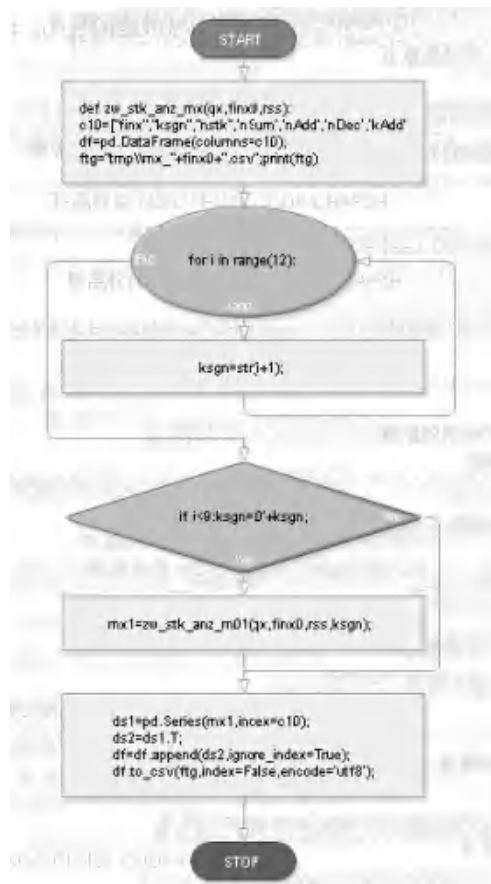 START
def zw_stk_anz_mx(qx,finx0,rss):
c10=["finx","ksgn","nstk",'nSum','nAdd','nDec','kAdd'
df=pd.DataFrame(columns=c10);
ftg="tmp\\mx_"+finx0+".csv";print(ftg)
for i in range(12):
ksgn=str(i+1);
if i<9:ksgn='0'+ksgn;
mx1=zw_stk_anz_m01(qx,finx0,rss,ksgn);
ds1=pd.Series(mx1,incex=c10);
ds2=ds1.T;
df=df.append(ds2,ignore_index=True);
df.to_csv(ftg,index=False,encode='utf8');
STOP